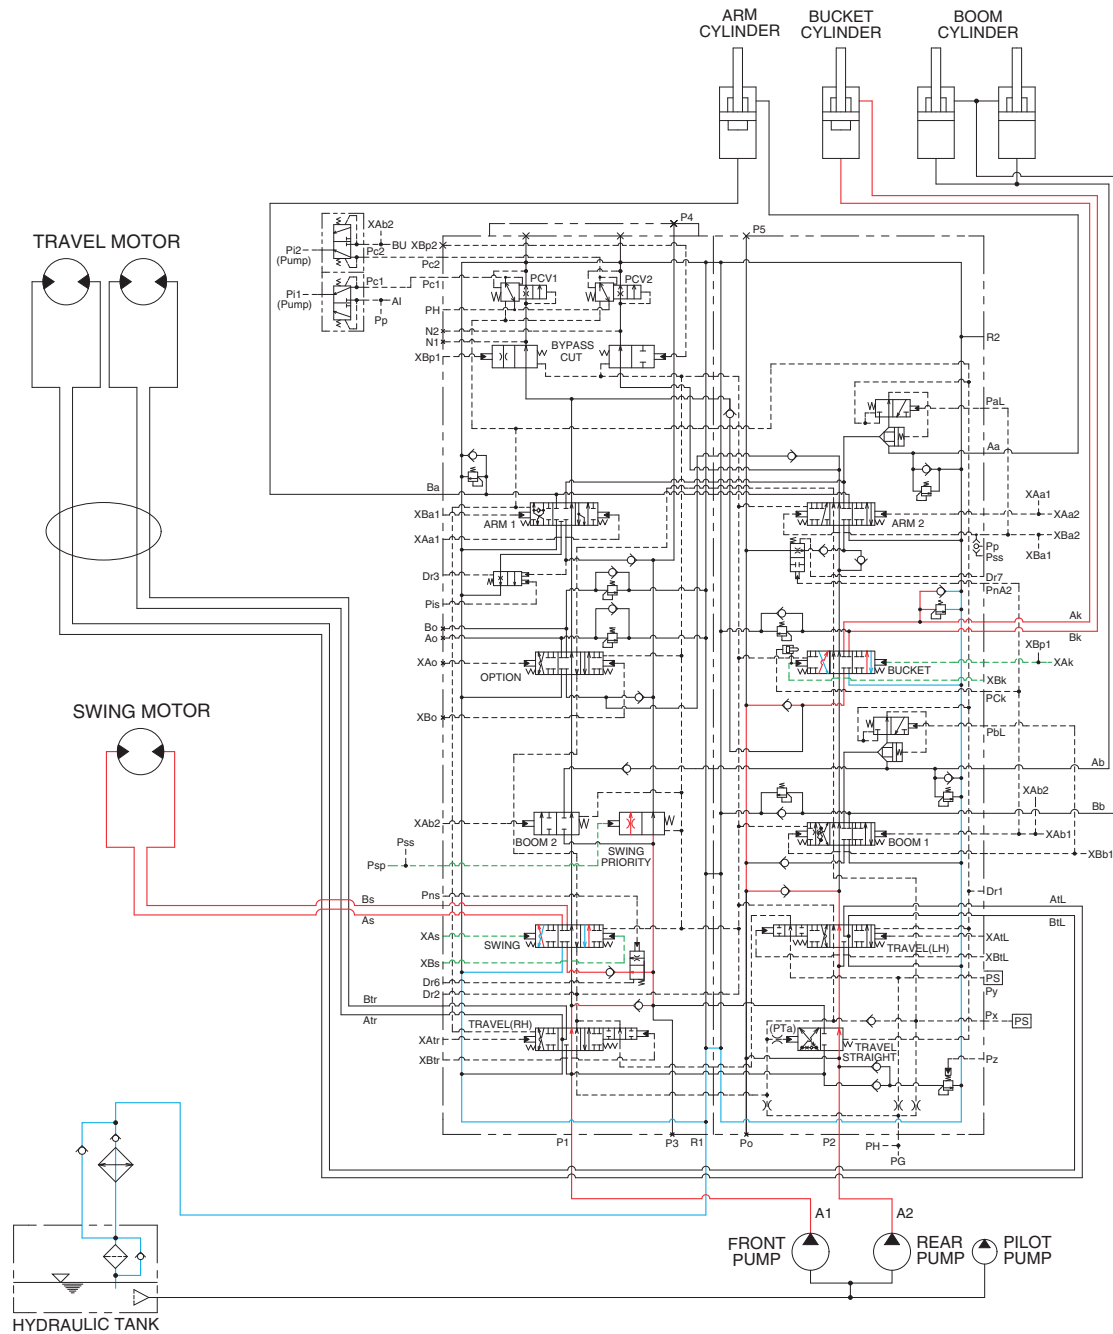 ARM
CYLINDER
BUCKET
CYLINDER
BOOM
CYLINDER
TRAVEL MOTOR
SWING MOTOR
HYDRAULIC TANK
FRONT
PUMP
REAR
PUMP
PILOT
PUMP
A1
A2
XAb2
BU
Pc2
Pi2
(Pump)
Pi1
(Pump)
Pc1
AI
Pp
P4
P5
XBp2
Pc2
Pc1
PH
N2
N1
XBp1
PCV1
PCV2
BYPASS
CUT
R2
PaL
Aa
Ba
XBa1
XAa1
ARM 1
ARM 2
XAa1
XAa2
XBa2
XBa1
Pp
Pss
Dr3
Pis
Dr7
PnA2
Bo
Ao
Ak
Bk
XBp1
XAk
XBk
PCk
XAo
OPTION
BUCKET
XBo
PbL
Ab
XAb2
Bb
XAb2
BOOM 2
SWING
PRIORITY
BOOM 1
XAb1
XBb1
Pss
Psp
Pns
Dr1
Bs
As
AtL
BtL
XAs
SWING
XBs
Dr6
Dr2
TRAVEL(LH)
XAtL
XBtL
PS
Py
Px
PS
Btr
Atr
TRAVEL(RH)
XAtr
XBtr
(PTa)
TRAVEL
STRAIGHT
Pz
P1
P3
R1
Po
P2
PH
PG